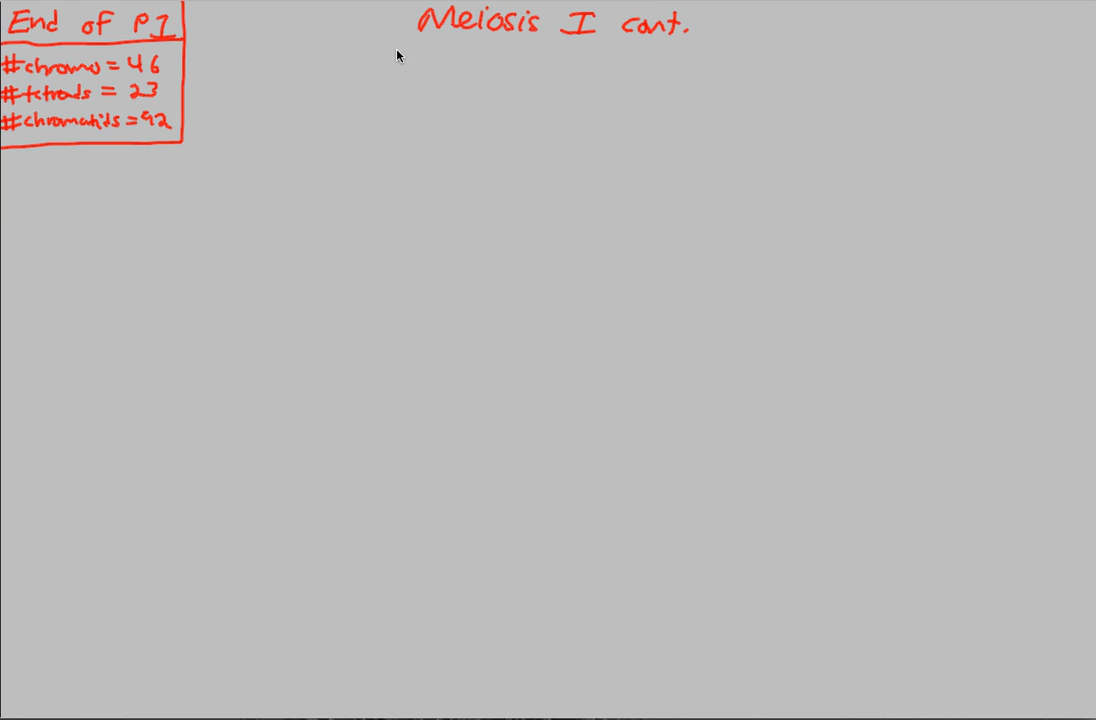 End of PI
Meiosis I cont.
#chromo = 46
#tetrads = 23
#chromatids = 92